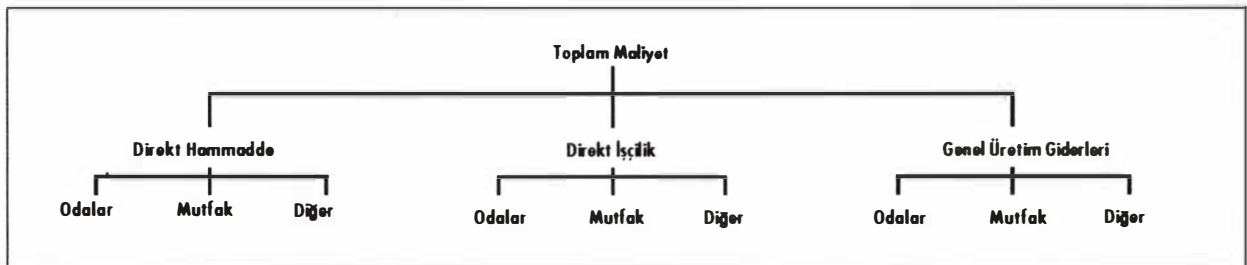 Toplam Maliyet
Direkt Hammadde Direkt İşçilik Genel Üretim Giderleri
Odalar Mutfak Diğer Odalar Mutfak Diğer Odalar Mutfak Diğer